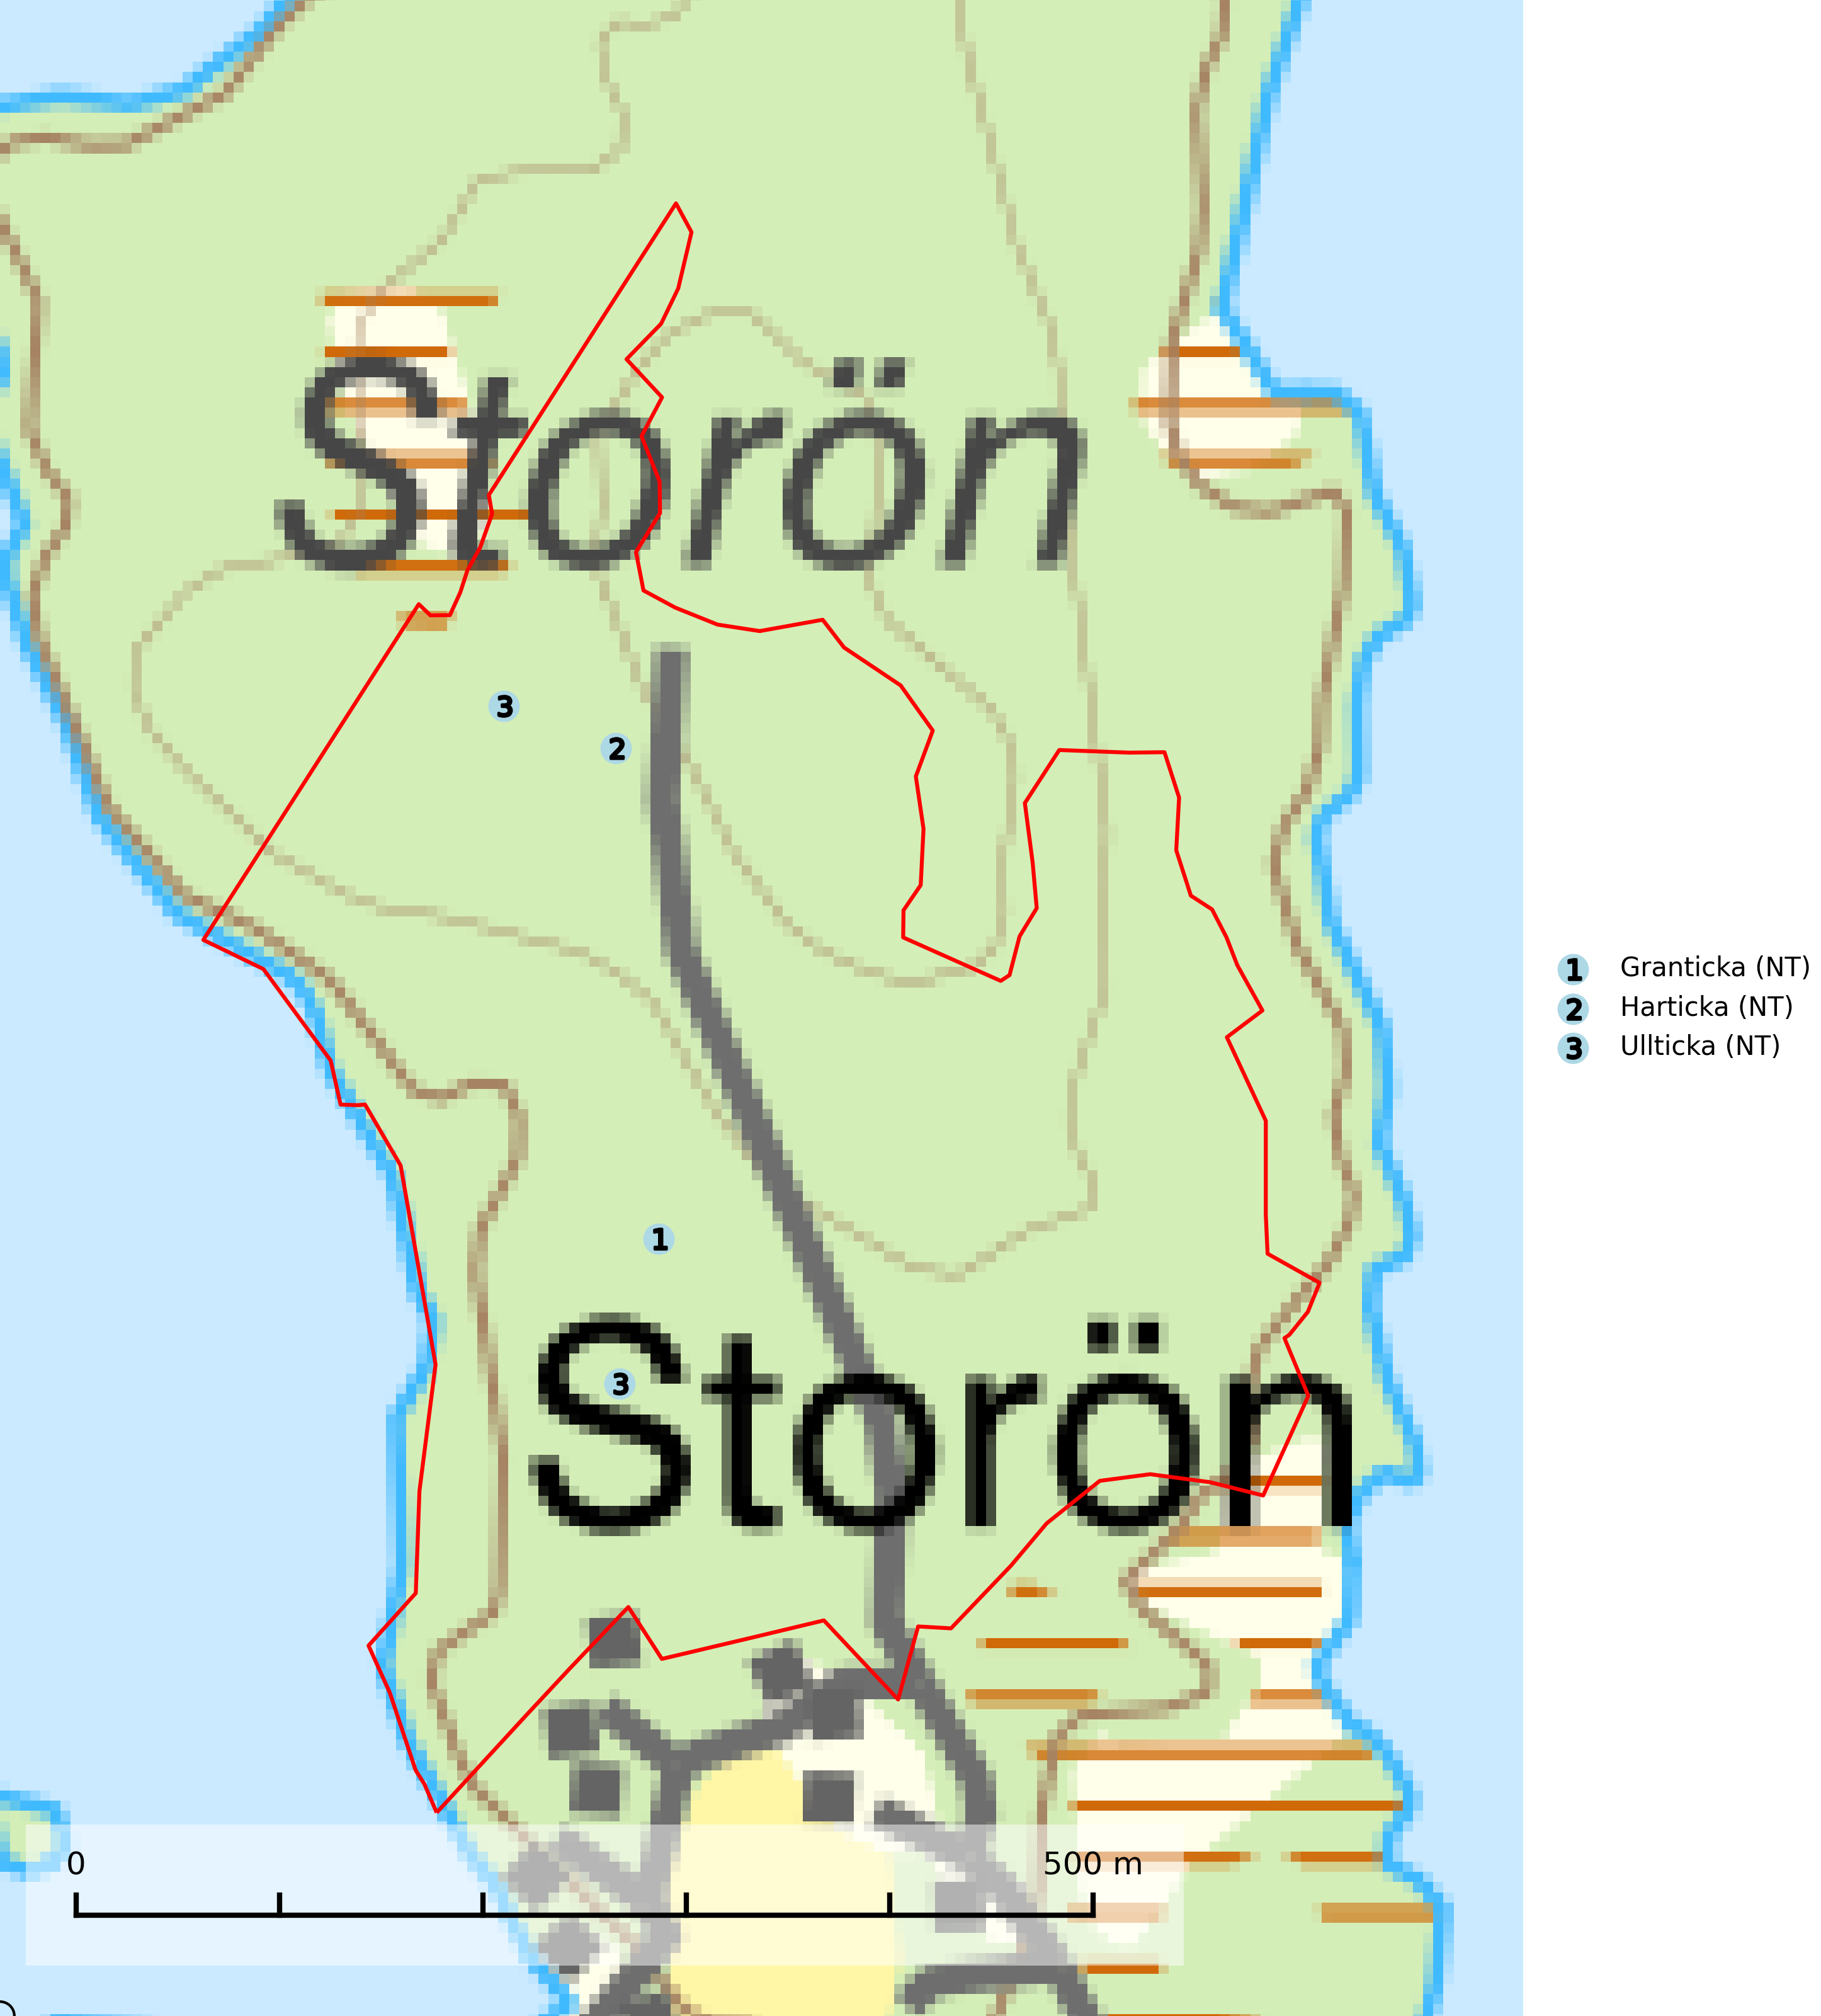 Storön
3
2
1 Granticka (NT)
2 Harticka (NT)
3 Ullticka (NT)
1
Storön
3
0 500 m